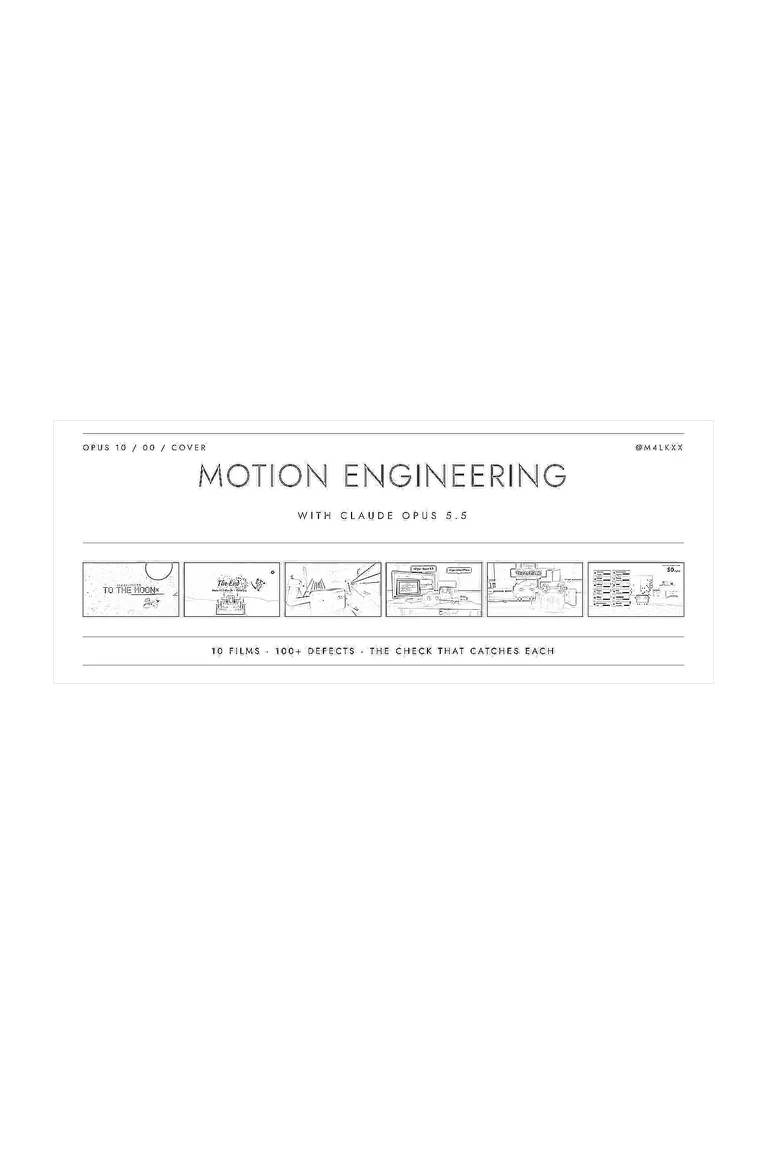 OPUS 10 / 00 / COVER
@M4LKXX
MOTION ENGINEERING
WITH CLAUDE OPUS 5.5
TO THE MOON
The End
10 FILMS - 100+ DEFECTS - THE CHECK THAT CATCHES EACH